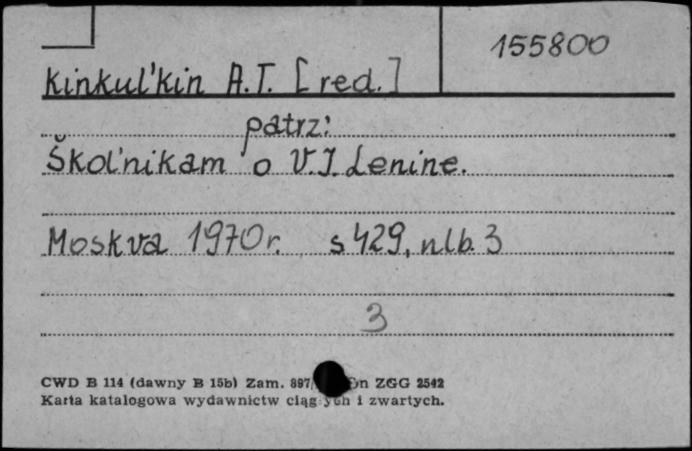 155800
Kinkul'kin A.T. [red.]
patrz:
Škol'nikam o V.I. Lenine.
Moskva 1970r. s 429, nlb. 3
3
CWD B 114 (dawny B 15b) Zam. 897/ ZGG 2542
Karta katalogowa wydawnictw i zwartych.